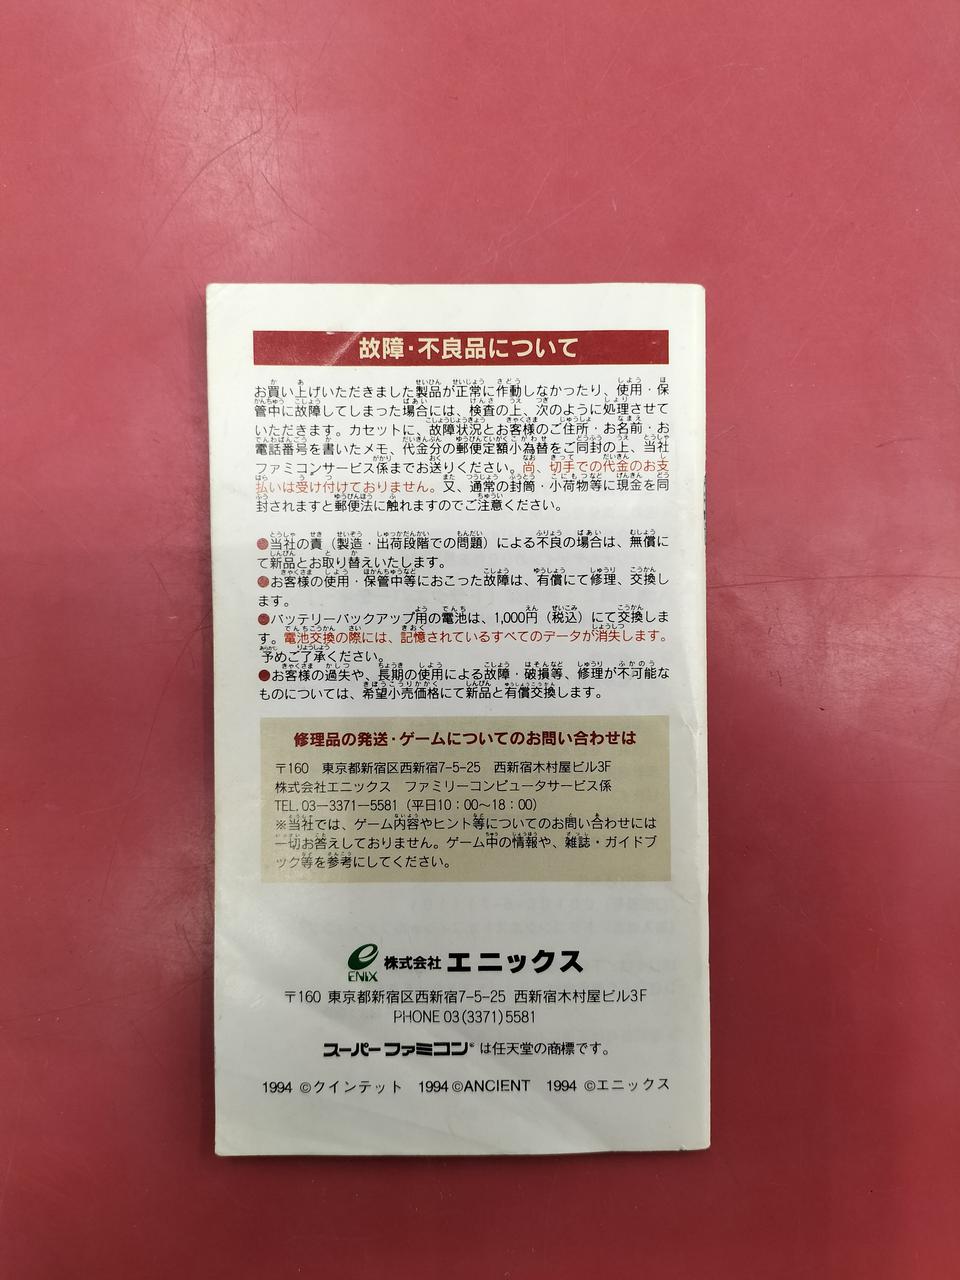 故障・不良品について
お買い上げいただきました製品が正常に作動しなかったり、使用・保
管中に故障してしまった場合には、検査の上、次のように処理させて
いただきます。カセットに、故障状況とお客様のご住所・お名前・お
電話番号を書いたメモ、代金分の郵便定額小為替をご同封の上、当社
ファミコンサービス係までお送りください。尚、切手での代金のお支
払いは受け付けておりません。又、通常の封筒・小荷物等に現金を同
封されますと郵便法に触れますのでご注意ください。
●当社の責（製造・出荷段階での問題）による不良の場合は、無償に
て新品とお取り替えいたします。
●お客様の使用・保管中等におこった故障は、有償にて修理、交換し
ます。
●バッテリーバックアップ用の電池は、1,000円（税込）にて交換しま
す。電池交換の際には、記憶されているすべてのデータが消失します。
予めご了承ください。
●お客様の過失や、長期の使用による故障・破損等、修理が不可能な
ものについては、希望小売価格にて新品と有償交換します。
修理品の発送・ゲームについてのお問い合わせは
〒160 東京都新宿区西新宿7-5-25 西新宿木村屋ビル3F
株式会社エニックス ファミリーコンピュータサービス係
TEL. 03―3371―5581（平日10：00～18：00）
※当社では、ゲーム内容やヒント等についてのお問い合わせには
一切お答えしておりません。ゲーム中の情報や、雑誌・ガイドブ
ック等を参考にしてください。
e ENIX 株式会社 エニックス
〒160 東京都新宿区西新宿7-5-25 西新宿木村屋ビル3F
PHONE 03(3371)5581
スーパーファミコン® は任天堂の商標です。
1994 ©クインテット 1994 ©ANCIENT 1994 ©エニックス